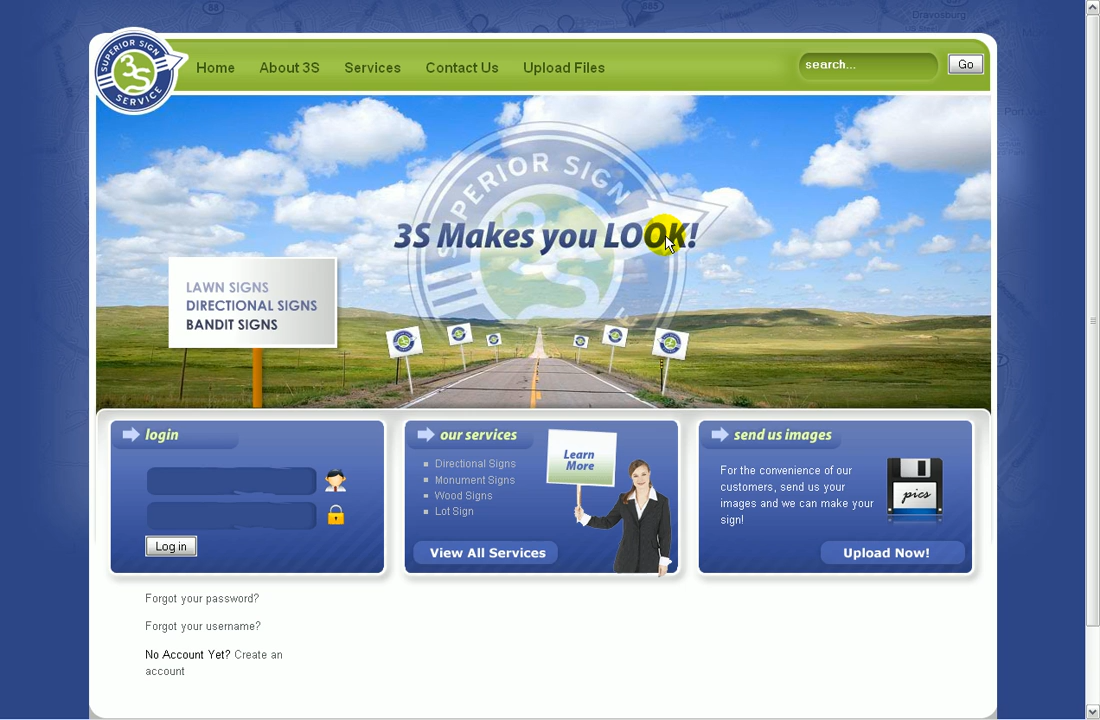 Dravosburg
SUPERIOR SIGN
3S
SERVICE
Home
About 3S
Services
Contact Us
Upload Files
search...
Go
SUPERIOR SIGN
3S Makes you LOOK!
LAWN SIGNS
DIRECTIONAL SIGNS
BANDIT SIGNS
login
Log in
our services
Directional Signs
Monument Signs
Wood Signs
Lot Sign
Learn
More
View All Services
send us images
For the convenience of our
customers, send us your
images and we can make your
sign!
pics
Upload Now!
Forgot your password?
Forgot your username?
No Account Yet? Create an
account